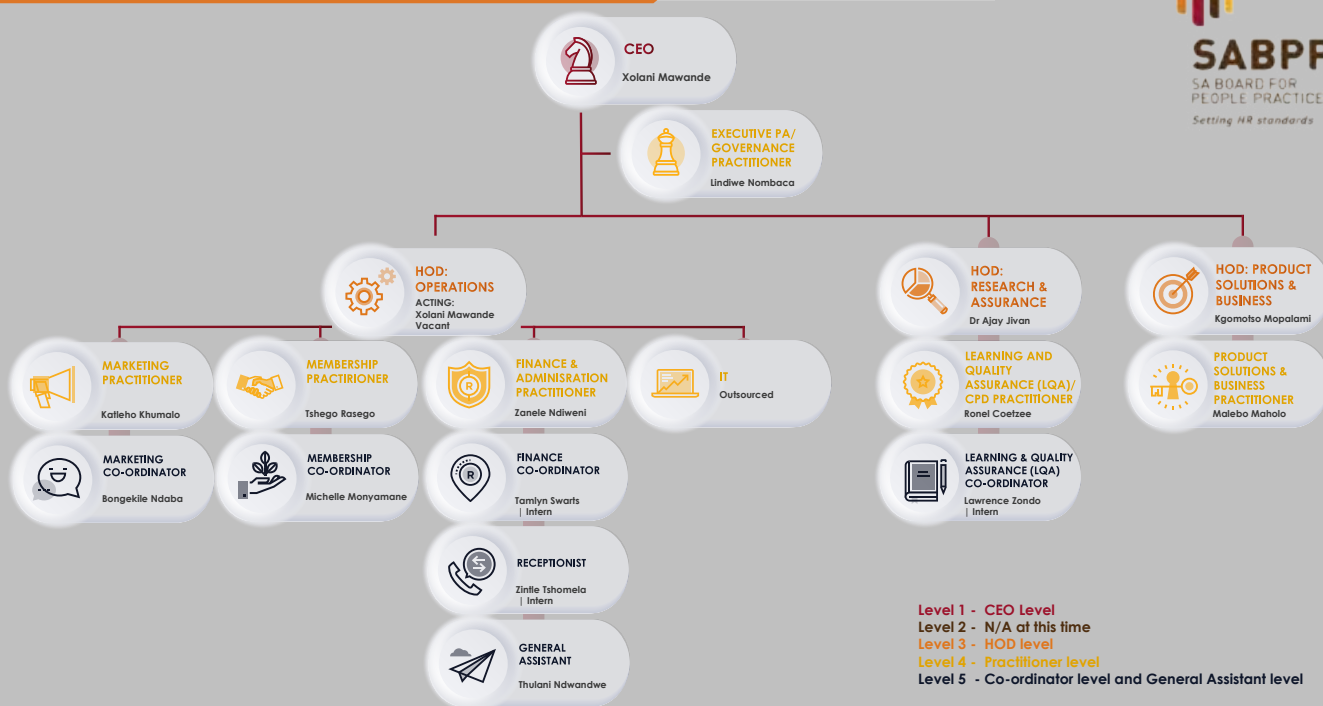 SABPP
SA BOARD FOR
PEOPLE PRACTICE
Setting HR standards
CEO
Xolani Mawande
EXECUTIVE PA/
GOVERNANCE
PRACTITIONER
Lindiwe Nombaca
HOD:
OPERATIONS
ACTING:
Xolani Mawande
Vacant
HOD:
RESEARCH &
ASSURANCE
Dr Ajay Jivan
HOD: PRODUCT
SOLUTIONS &
BUSINESS
Kgomotso Mopalami
MARKETING
PRACTITIONER
Katleho Khumalo
MEMBERSHIP
PRACTIRIONER
Tshego Rasego
FINANCE &
ADMINISRATION
PRACTITIONER
Zanele Ndiweni
IT
Outsourced
LEARNING AND
QUALITY
ASSURANCE (LQA)/
CPD PRACTITIONER
Ronel Coetzee
PRODUCT
SOLUTIONS &
BUSINESS
PRACTITIONER
Malebo Maholo
MARKETING
CO-ORDINATOR
Bongekile Ndaba
MEMBERSHIP
CO-ORDINATOR
Michelle Monyamane
FINANCE
CO-ORDINATOR
Tamlyn Swarts
| Intern
LEARNING & QUALITY
ASSURANCE (LQA)
CO-ORDINATOR
Lawrence Zondo
| Intern
RECEPTIONIST
Zintle Tshomela
| Intern
GENERAL
ASSISTANT
Thulani Ndwandwe
Level 1 - CEO Level
Level 2 - N/A at this time
Level 3 - HOD level
Level 4 - Practitioner level
Level 5 - Co-ordinator level and General Assistant level
R
R